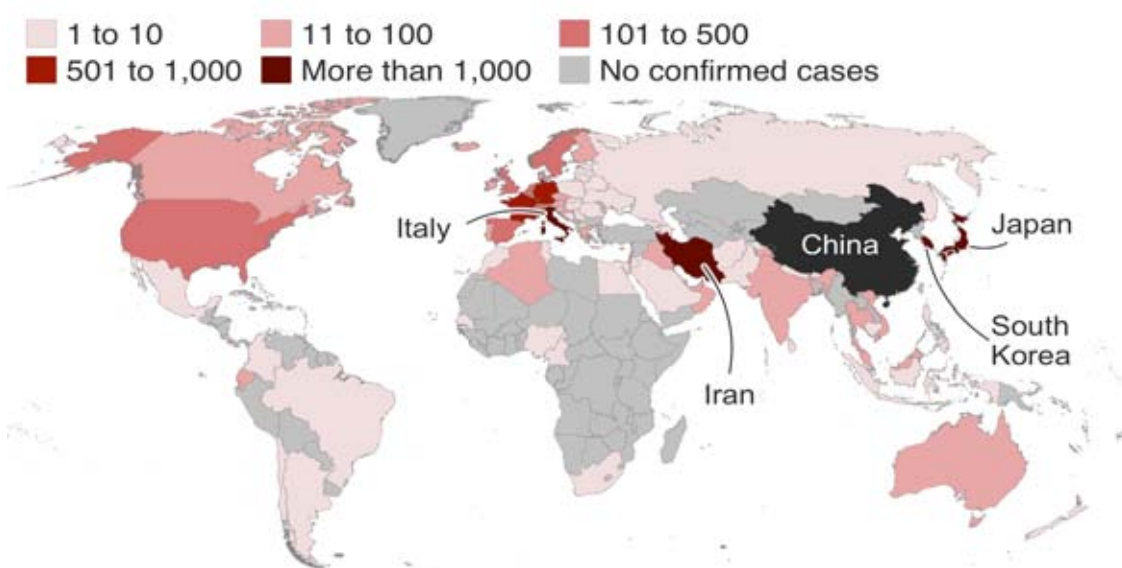 1 to 10
11 to 100
101 to 500
501 to 1,000
More than 1,000
No confirmed cases
Italy
China
Japan
South
Korea
Iran